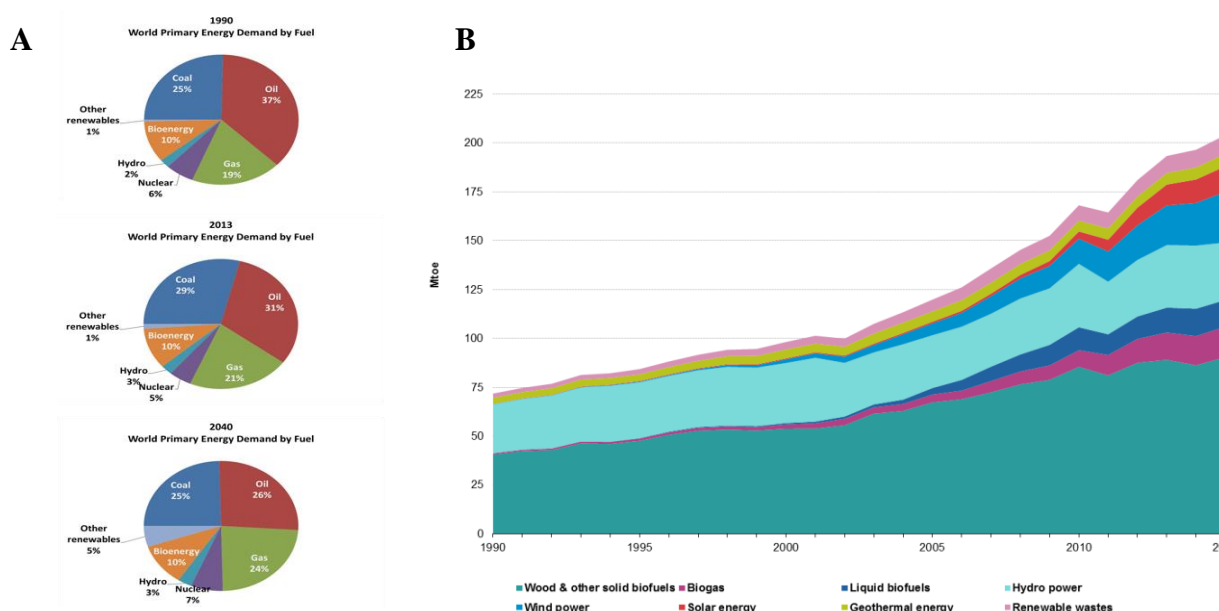 A
1990
World Primary Energy Demand by Fuel
Coal
25%
Oil
37%
Other
renewables
1%
Bioenergy
10%
Hydro
2%
Nuclear
6%
Gas
19%
2013
World Primary Energy Demand by Fuel
Coal
29%
Oil
31%
Other
renewables
1%
Bioenergy
10%
Hydro
3%
Nuclear
5%
Gas
21%
2040
World Primary Energy Demand by Fuel
Coal
25%
Oil
26%
Other
renewables
5%
Bioenergy
10%
Hydro
3%
Nuclear
7%
Gas
24%
B
225
200
175
150
125
100
75
50
25
0
Mtoe
1990
1995
2000
2005
2010
2
Wood & other solid biofuels
Biogas
Liquid biofuels
Hydro power
Wind power
Solar energy
Geothermal energy
Renewable wastes